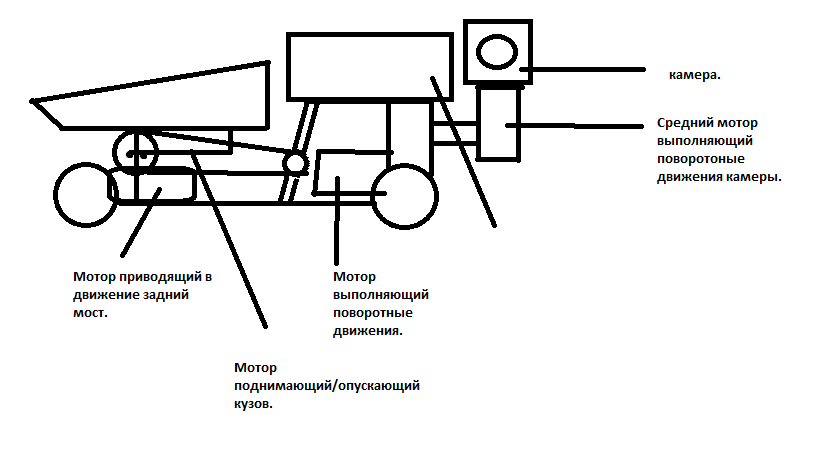 камера.
Средний мотор
выполняющий
поворотоные
движения камеры.
Мотор приводящий в
движение задний
мост.
Мотор
выполняющий
поворотные
движения.
Мотор
поднимающий/опускающий
кузов.